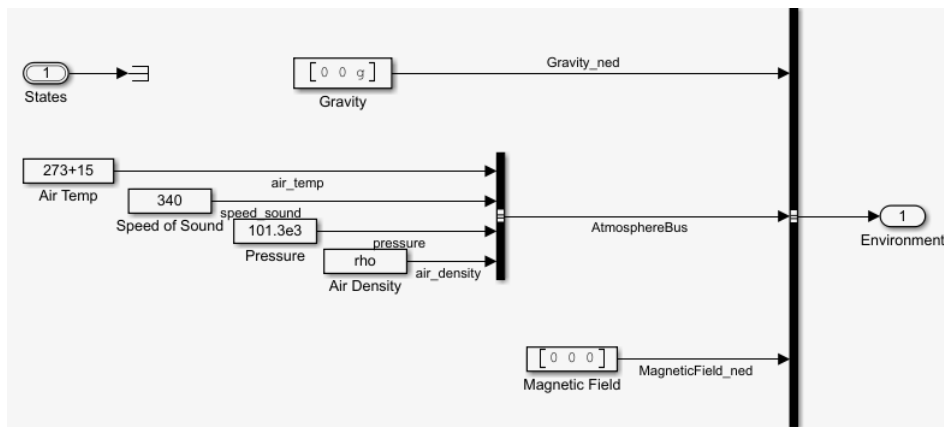 Gravity_ned
1
[ 0 0 g ]
States
Gravity
273+15
air_temp
Air Temp
340
speed_sound
Speed of Sound
101.3e3
AtmosphereBus
1
pressure
Pressure
Environment
rho
air_density
Air Density
[ 0 0 0 ]
MagneticField_ned
Magnetic Field